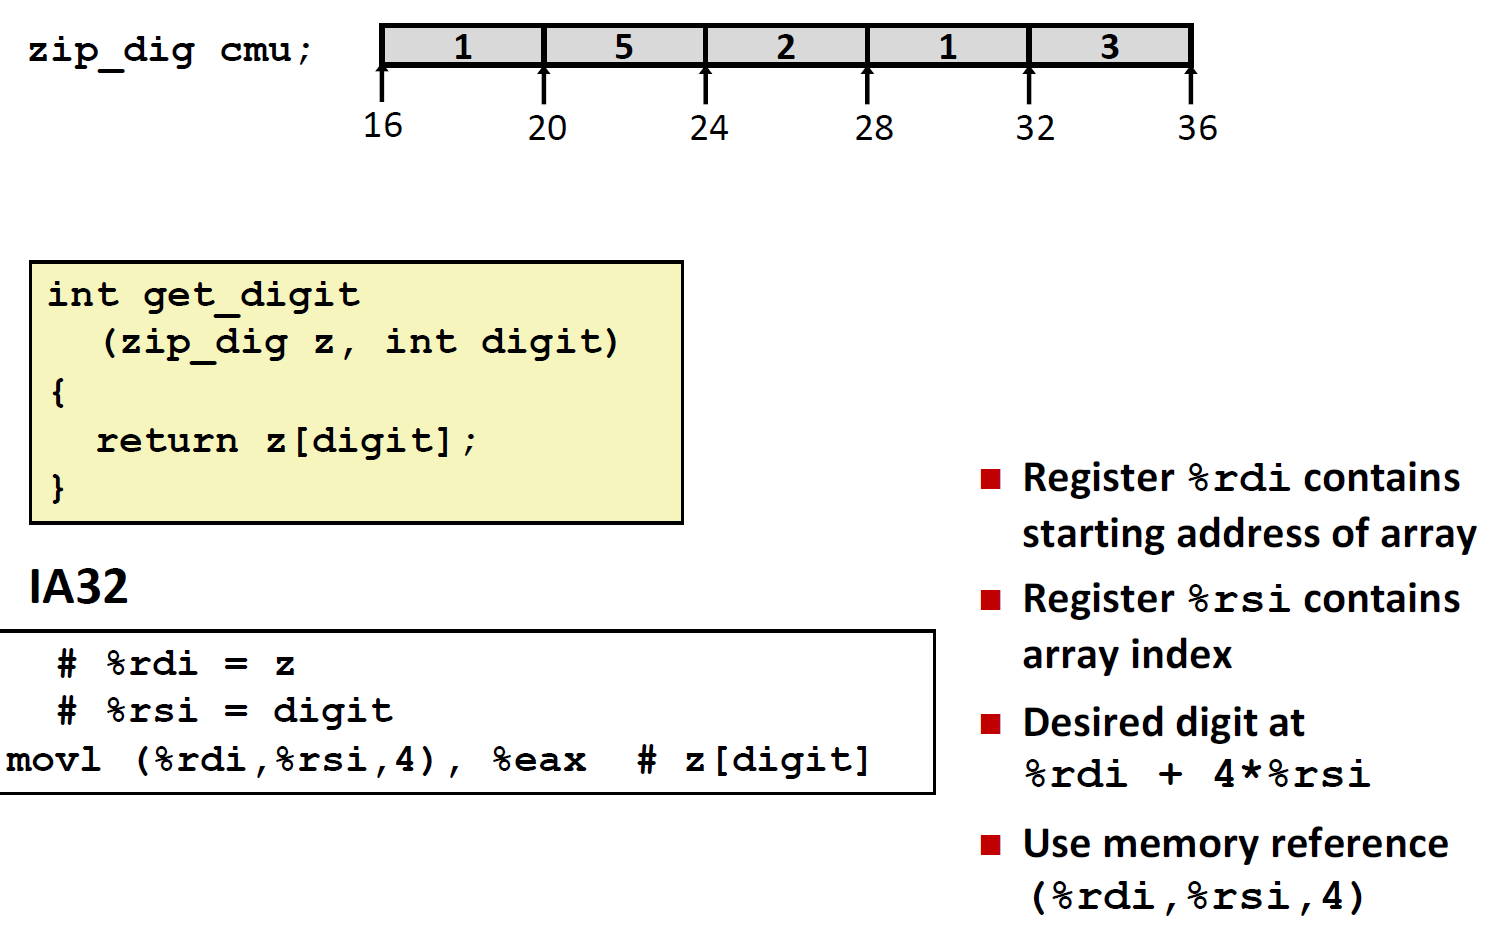 zip_dig cmu;
1 5 2 1 3
16 20 24 28 32 36
int get_digit
(zip_dig z, int digit)
{
return z[digit];
}
IA32
# %rdi = z
# %rsi = digit
movl (%rdi,%rsi,4), %eax # z[digit]
Register %rdi contains
starting address of array
Register %rsi contains
array index
Desired digit at
%rdi + 4*%rsi
Use memory reference
(%rdi,%rsi,4)